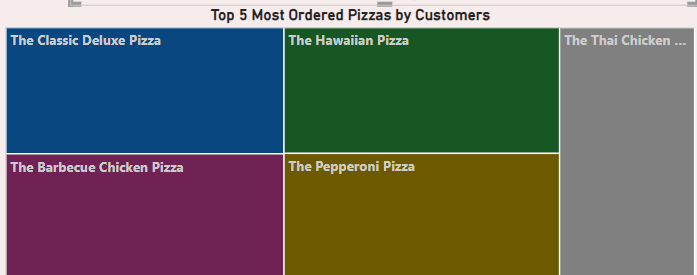 Top 5 Most Ordered Pizzas by Customers
The Classic Deluxe Pizza
The Hawaiian Pizza
The Thai Chicken ...
The Barbecue Chicken Pizza
The Pepperoni Pizza